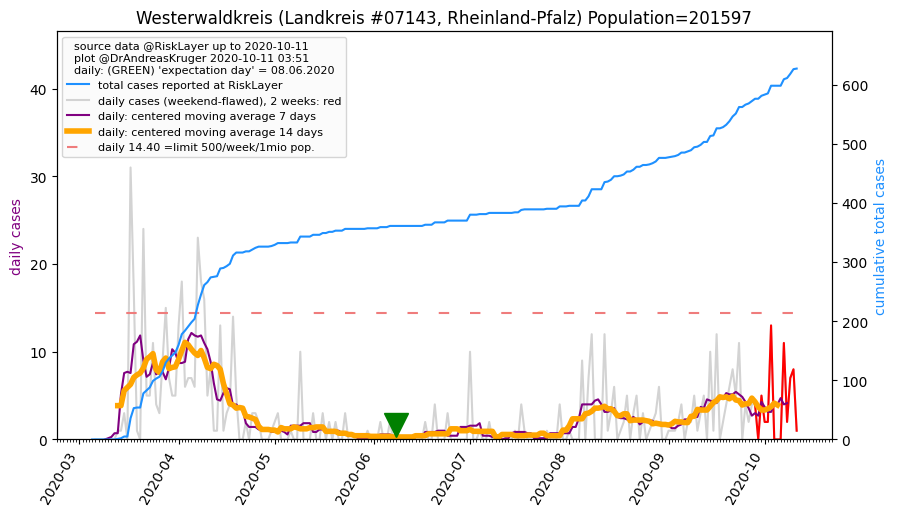 Westerwaldkreis (Landkreis #07143, Rheinland-Pfalz) Population=201597
source data @RiskLayer up to 2020-10-11
plot @DrAndreasKruger 2020-10-11 03:51
daily: (GREEN) 'expectation day' = 08.06.2020
total cases reported at RiskLayer
daily cases (weekend-flawed), 2 weeks: red
daily: centered moving average 7 days
daily: centered moving average 14 days
daily 14.40 =limit 500/week/1mio pop.
daily cases
40
30
20
10
0
cumulative total cases
600
500
400
300
200
100
0
2020-03
2020-04
2020-05
2020-06
2020-07
2020-08
2020-09
2020-10